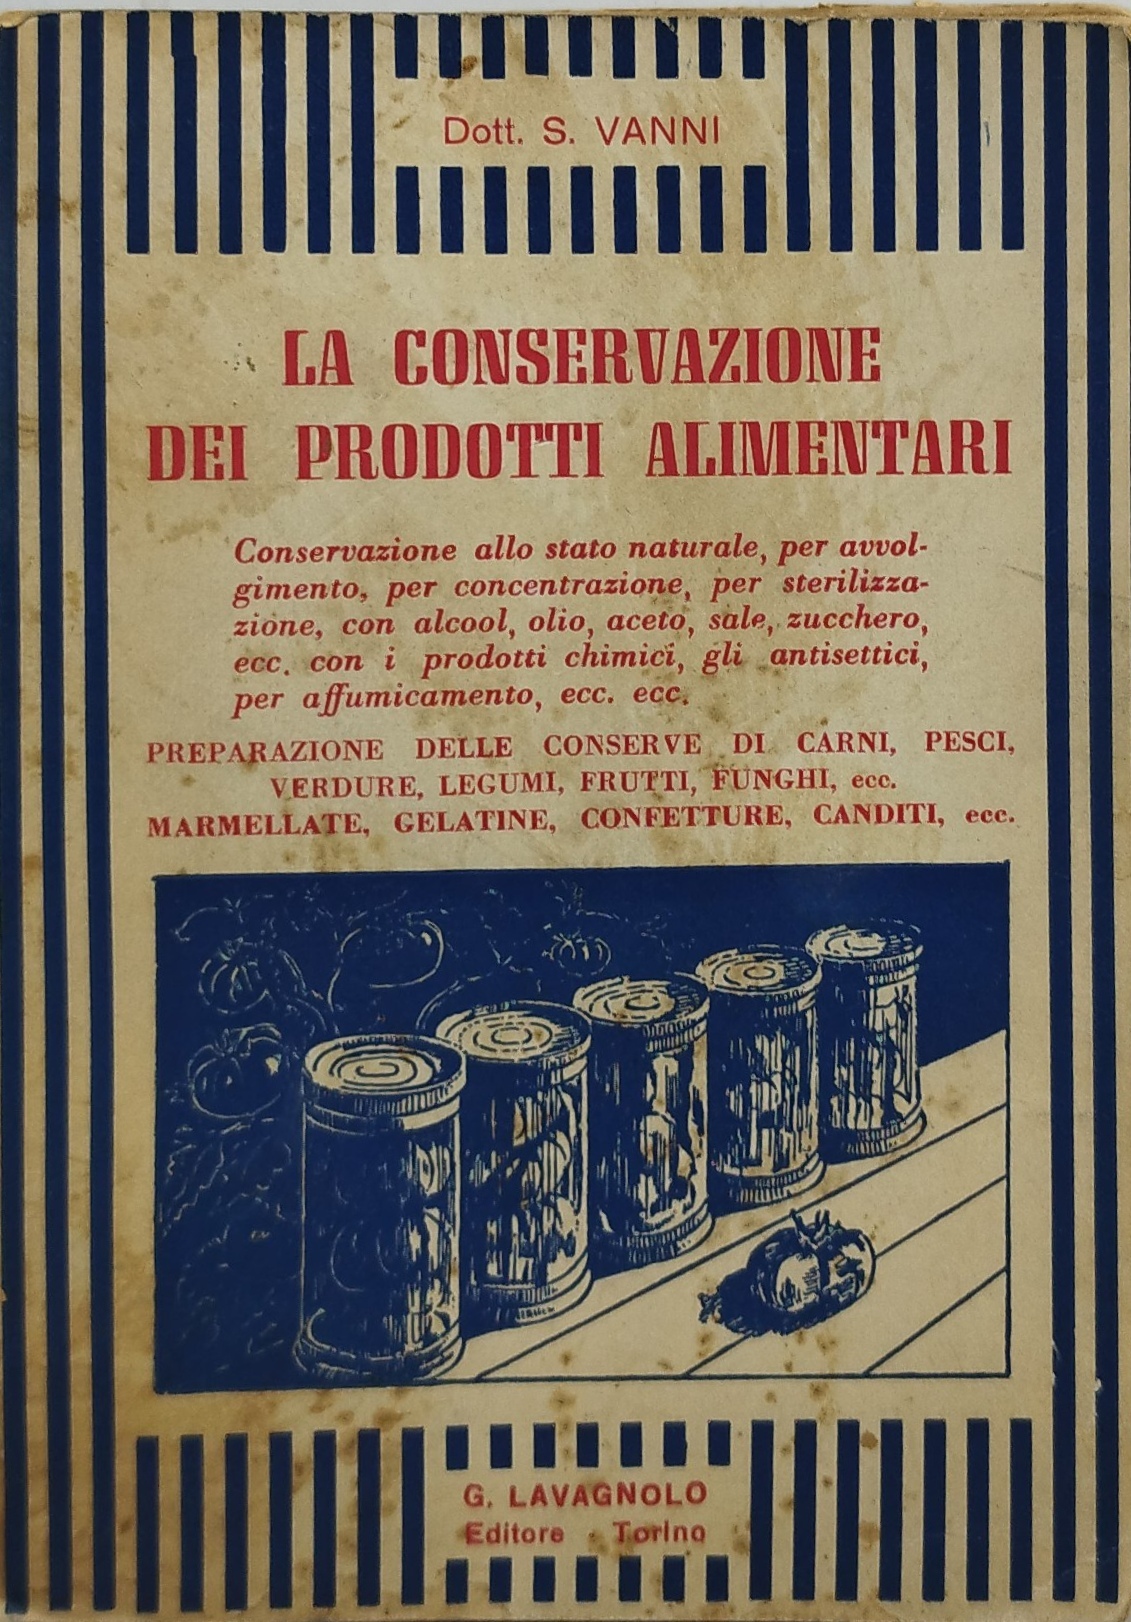 Dott. S. VANNI
LA CONSERVAZIONE
DEI PRODOTTI ALIMENTARI
Conservazione allo stato naturale, per avvol-
gimento, per concentrazione, per sterilizza-
zione, con alcool, olio, aceto, sale, zucchero,
ecc. con i prodotti chimici, gli antisettici,
per affumicamento, ecc. ecc.
PREPARAZIONE DELLE CONSERVE DI CARNI, PESCI,
VERDURE, LEGUMI, FRUTTI, FUNGHI, ecc.
MARMELLATE, GELATINE, CONFETTURE, CANDITI, ecc.
G. LAVAGNOLO
Editore - Torino